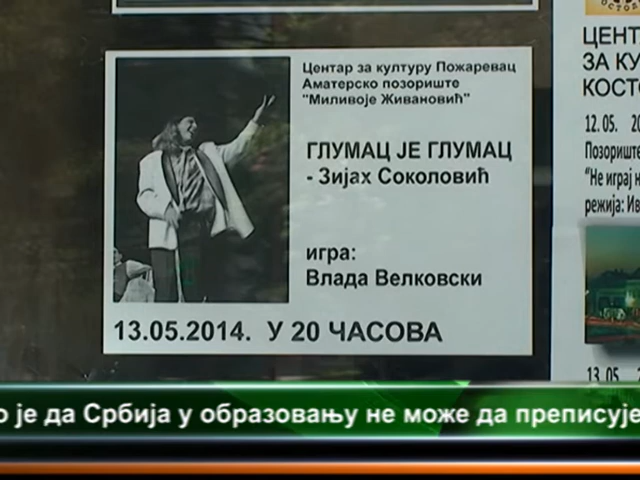 Центар за културу Пожаревац
Аматерско позориште
"Миливоје Живановић"
ГЛУМАЦ ЈЕ ГЛУМАЦ
- Зијах Соколовић
игра:
Влада Велковски
13.05.2014. У 20 ЧАСОВА
ЦЕНТ
ЗА КУ
КОСТО
12. 05. 20
Позориште
"Не играј н
режија: Ив
13. 05.
о је да Србија у образовању не може да преписује